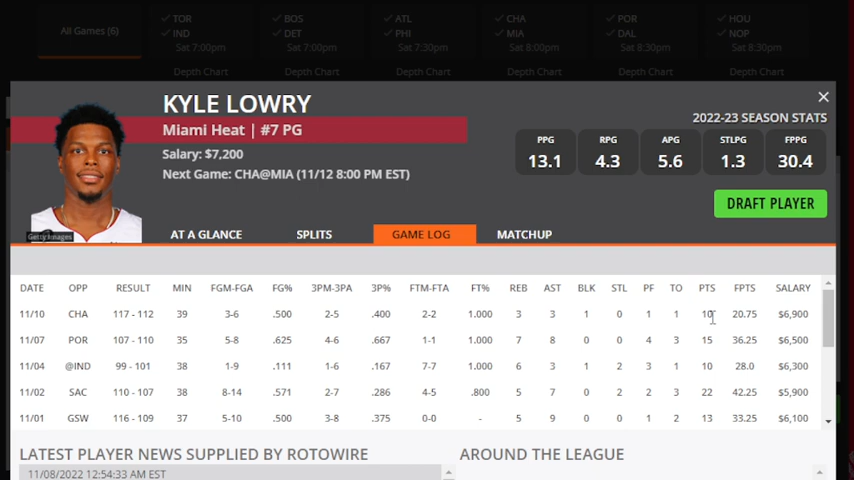 All Games (6)
TOR
IND
Sat 7:00pm
Depth Chart
BOS
DET
Sat 7:00pm
Depth Chart
ATL
PHI
Sat 7:30pm
Depth Chart
CHA
MIA
Sat 8:00pm
Depth Chart
POR
DAL
Sat 8:30pm
Depth Chart
HOU
NOP
Sat 8:30pm
Depth Chart
KYLE LOWRY
Miami Heat | #7 PG
Salary: $7,200
Next Game: CHA@MIA (11/12 8:00 PM EST)
Getty Images
2022-23 SEASON STATS
PPG RPG APG STLPG FPPG
13.1 4.3 5.6 1.3 30.4
DRAFT PLAYER
AT A GLANCE SPLITS GAME LOG MATCHUP
DATE OPP RESULT MIN FGM-FGA FG% 3PM-3PA 3P% FTM-FTA FT% REB AST BLK STL PF TO PTS FPTS SALARY
11/10 CHA 117 - 112 39 3-6 .500 2-5 .400 2-2 1.000 3 3 1 0 1 1 10 20.75 $6,900
11/07 POR 107 - 110 35 5-8 .625 4-6 .667 1-1 1.000 7 8 0 0 4 3 15 36.25 $6,500
11/04 @IND 99 - 101 38 1-9 .111 1-6 .167 7-7 1.000 6 3 1 2 3 1 10 28.0 $6,300
11/02 SAC 110 - 107 38 8-14 .571 2-7 .286 4-5 .800 5 7 0 2 2 3 22 42.25 $5,900
11/01 GSW 116 - 109 37 5-10 .500 3-8 .375 0-0 - 5 9 0 0 1 2 13 33.25 $6,100
LATEST PLAYER NEWS SUPPLIED BY ROTOWIRE
AROUND THE LEAGUE
11/08/2022 12:54:33 AM EST